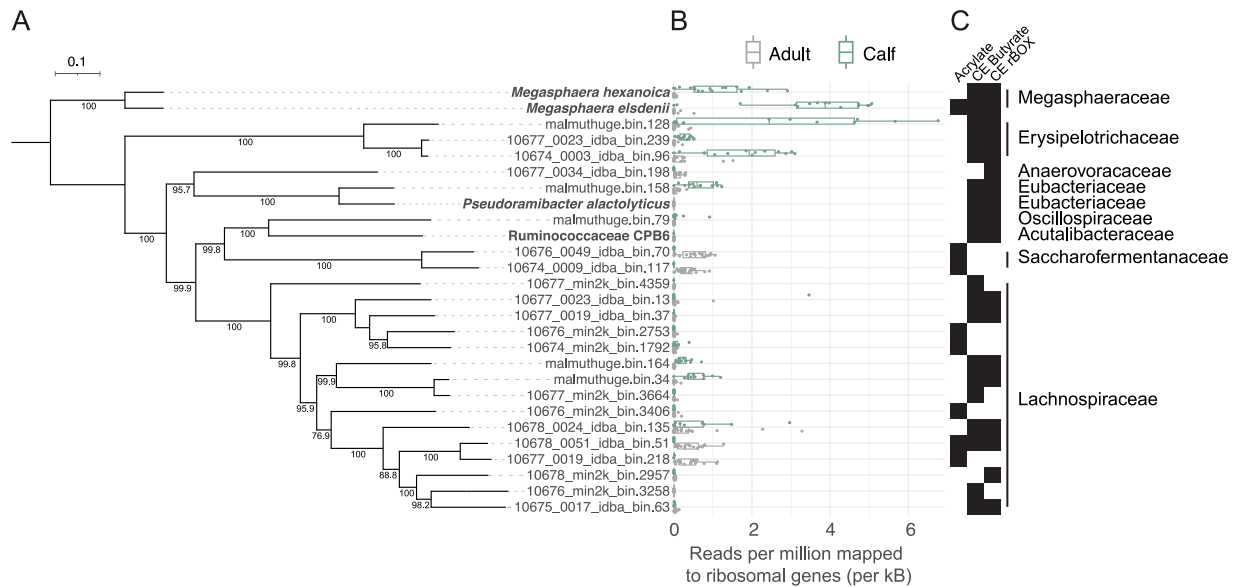 A
B
C
0.1
Adult
Calf
Acrylate
CE Butyrate
CE rBOX
Megasphaera hexanoica
Megasphaera elsdenii
malmuthuge.bin.128
10677_0023_idba_bin.239
10674_0003_idba_bin.96
10677_0034_idba_bin.198
malmuthuge.bin.158
Pseudoramibacter alactolyticus
malmuthuge.bin.79
Ruminococcaceae CPB6
10676_0049_idba_bin.70
10674_0009_idba_bin.117
10677_min2k_bin.4359
10677_0023_idba_bin.13
10677_0019_idba_bin.37
10676_min2k_bin.2753
10674_min2k_bin.1792
malmuthuge.bin.164
malmuthuge.bin.34
10677_min2k_bin.3664
10676_min2k_bin.3406
10678_0024_idba_bin.135
10678_0051_idba_bin.51
10677_0019_idba_bin.218
10678_min2k_bin.2957
10676_min2k_bin.3258
10675_0017_idba_bin.63
100
100
100
95.7
100
100
99.8
100
99.9
100
100
99.8
95.8
99.9
100
95.9
76.9
100
100
88.8
100
98.2
Megasphaeraceae
Erysipelotrichaceae
Anaerovoracaceae
Eubacteriaceae
Eubacteriaceae
Oscillospiraceae
Acutalibacteraceae
Saccharofermentanaceae
Lachnospiraceae
0 2 4 6
Reads per million mapped
to ribosomal genes (per kB)